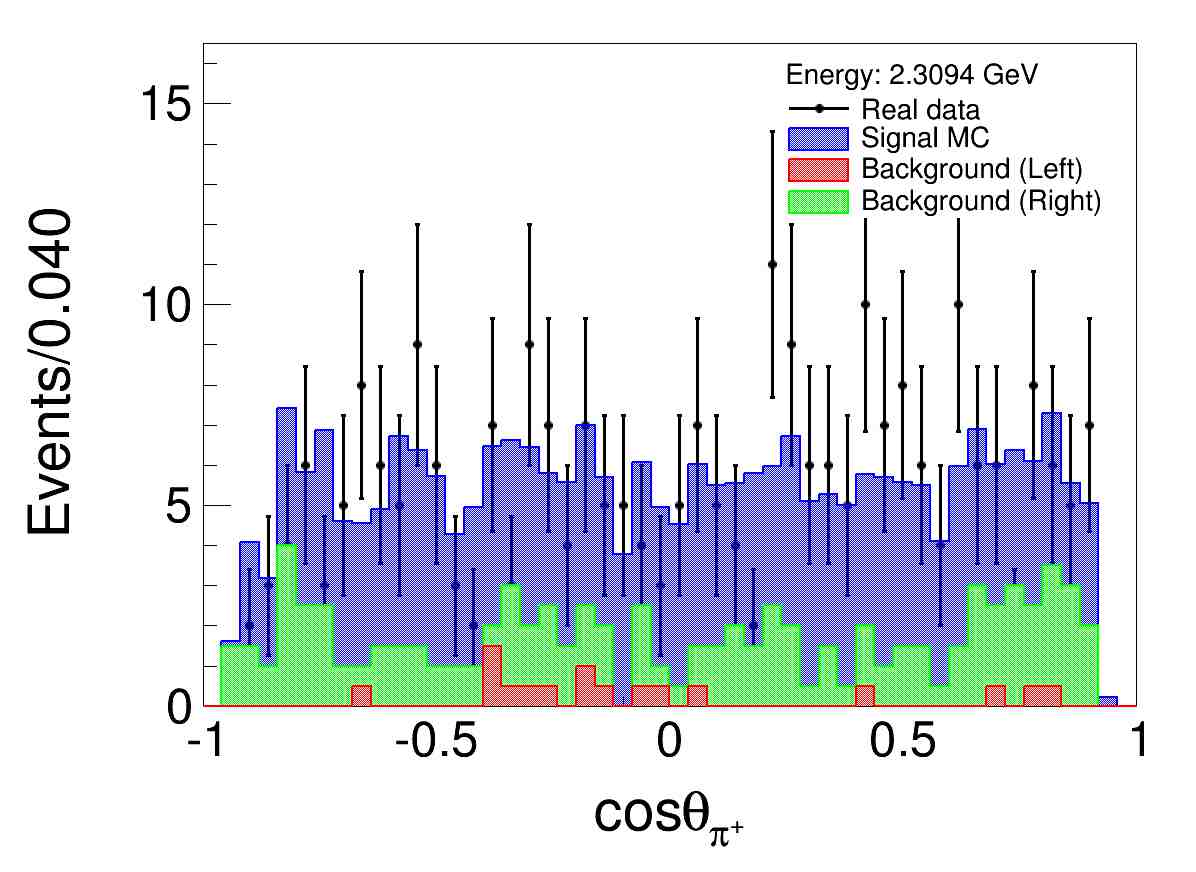 Energy: 2.3094 GeV
Real data
Signal MC
Background (Left)
Background (Right)
Events/0.040
15
10
5
0
-1 -0.5 0 0.5 1
cosθπ+